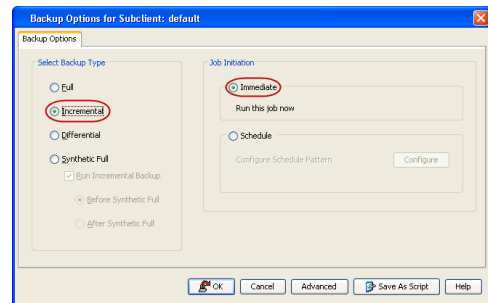 Backup Options for Subclient: default
Backup Options
Select Backup Type
Full
Incremental
Differential
Synthetic Full
Run Incremental Backup
Before Synthetic Full
After Synthetic Full
Job Initiation
Immediate
Run this job now
Schedule
Configure Schedule Pattern
Configure
OK
Cancel
Advanced
Save As Script
Help